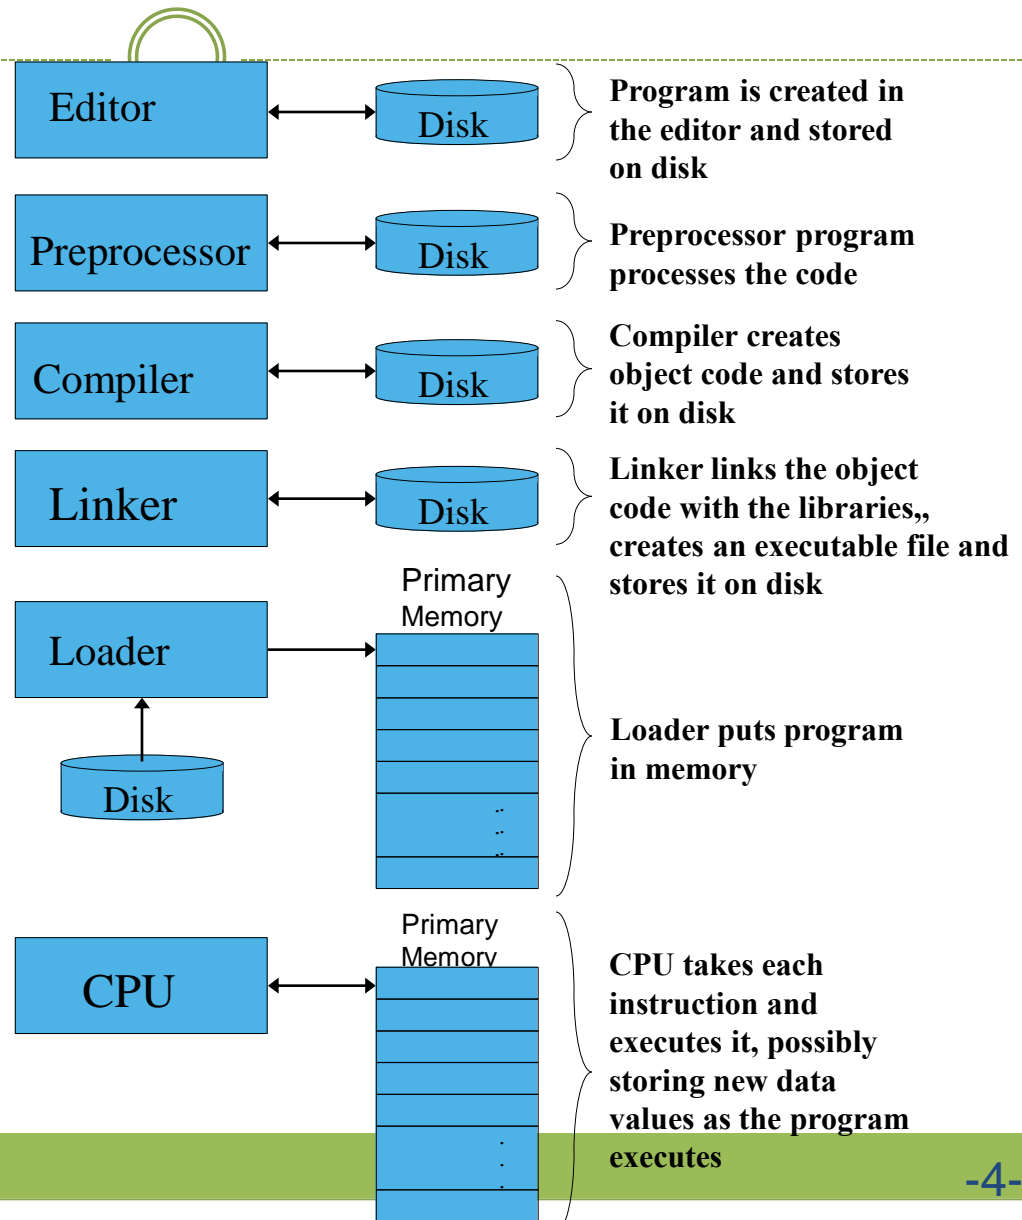 Editor
Disk
Program is created in
the editor and stored
on disk
Preprocessor
Disk
Preprocessor program
processes the code
Compiler
Disk
Compiler creates
object code and stores
it on disk
Linker
Disk
Linker links the object
code with the libraries,,
creates an executable file and
stores it on disk
Primary
Memory
Loader
Disk
Loader puts program
in memory
Primary
Memory
CPU
CPU takes each
instruction and
executes it, possibly
storing new data
values as the program
executes
-4-